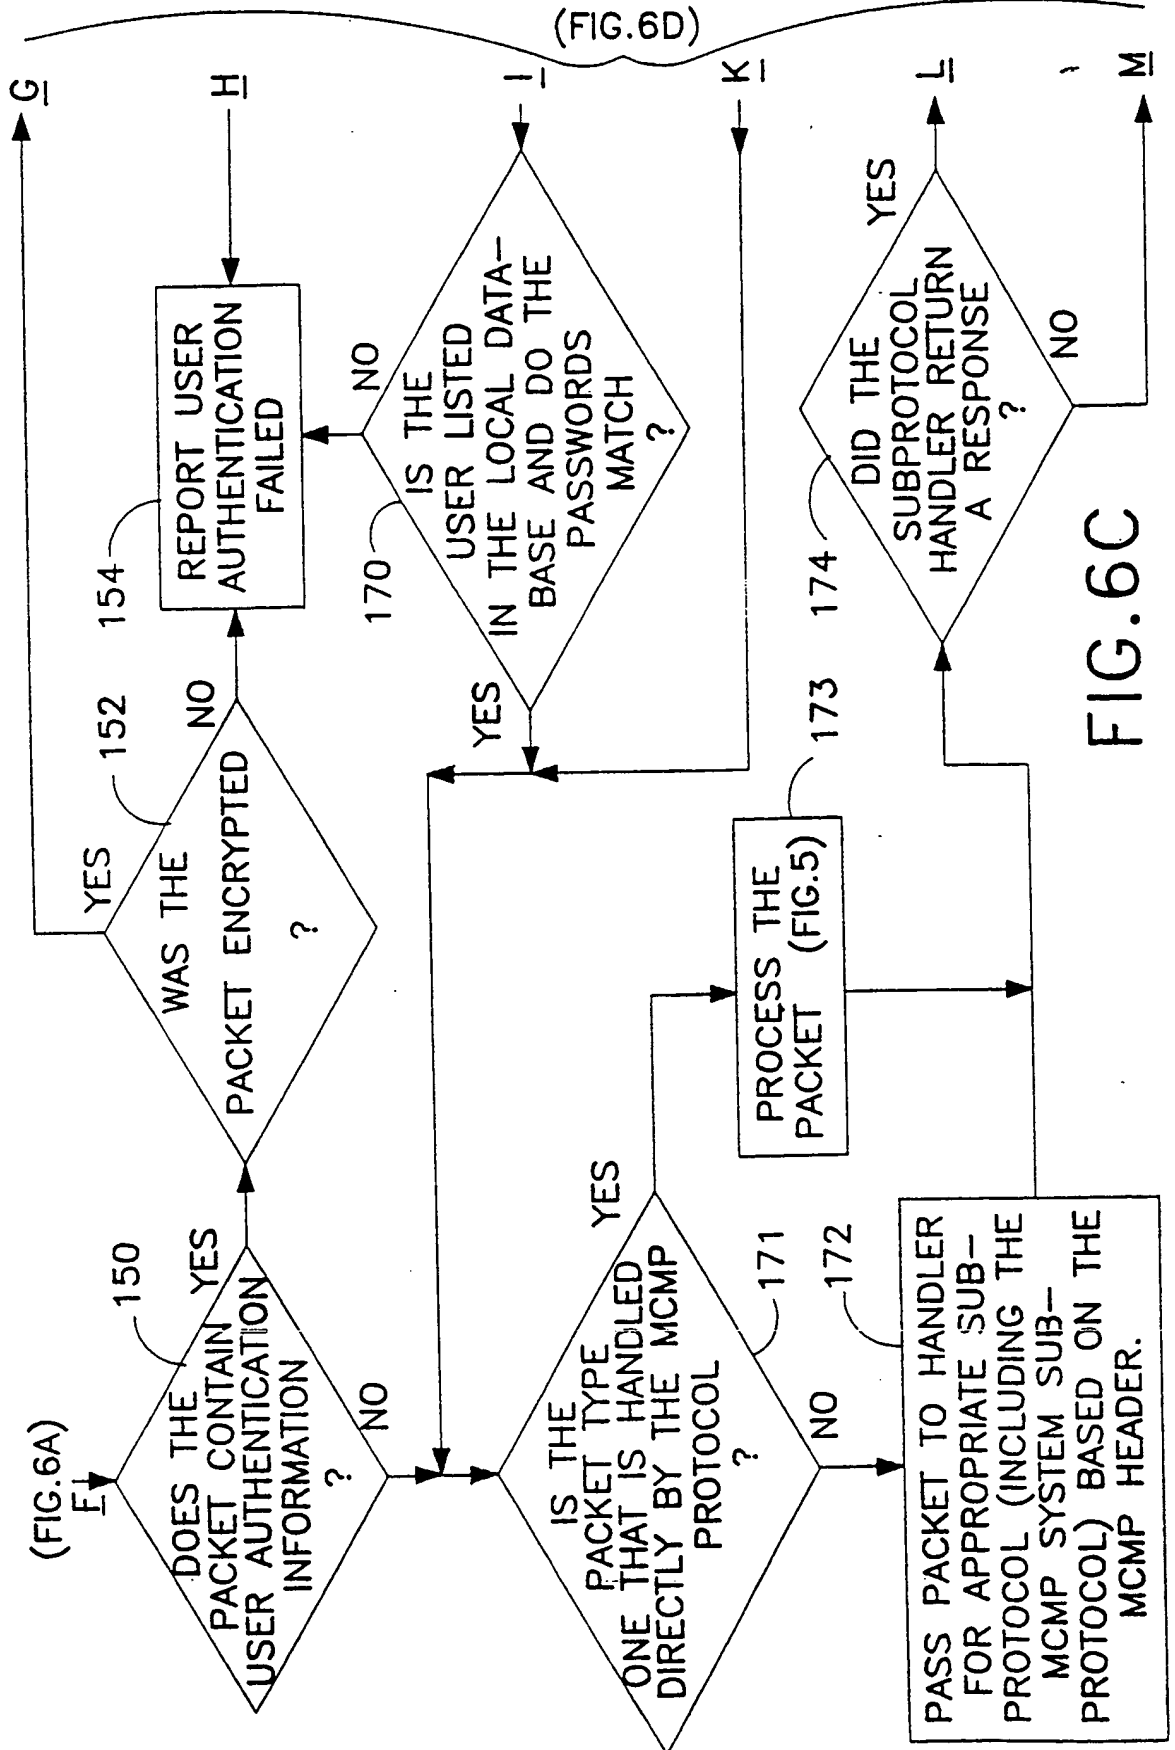 (FIG.6A)
F
DOES THE
PACKET CONTAIN
USER AUTHENTICATION
INFORMATION
?
150
YES
NO
WAS THE
PACKET ENCRYPTED
?
152
YES
NO
G
REPORT USER
AUTHENTICATION
FAILED
154
H
IS THE
USER LISTED
IN THE LOCAL DATA—
BASE AND DO THE
PASSWORDS
MATCH
?
170
NO
YES
I
K
(FIG.6D)
IS THE
PACKET TYPE
ONE THAT IS HANDLED
DIRECTLY BY THE MCMP
PROTOCOL
?
171
YES
NO
PROCESS THE
PACKET (FIG.5)
173
PASS PACKET TO HANDLER
FOR APPROPRIATE SUB—
PROTOCOL (INCLUDING THE
MCMP SYSTEM SUB—
PROTOCOL) BASED ON THE
MCMP HEADER.
172
DID THE
SUBPROTOCOL
HANDLER RETURN
A RESPONSE
?
174
YES
NO
L
M
FIG.6C